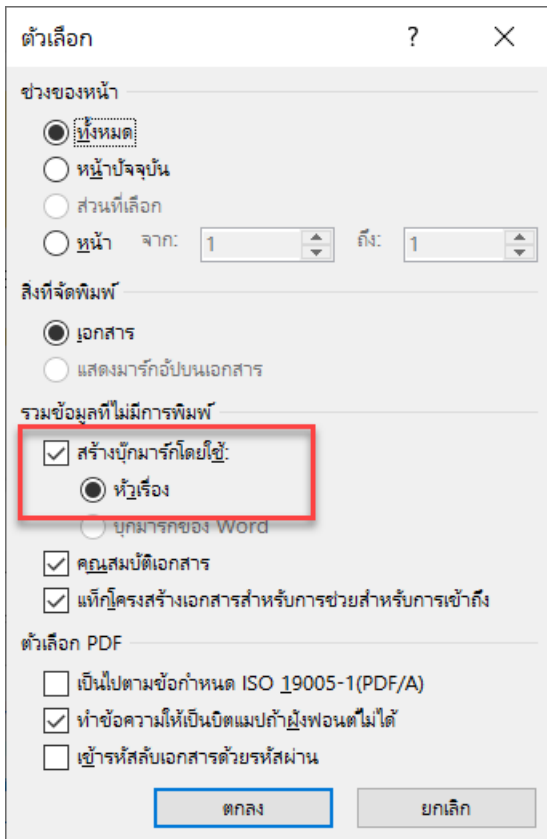 ตัวเลือก ? ×
ช่วงของหน้า
ทั้งหมด
หน้าปัจจุบัน
ส่วนที่เลือก
หน้า จาก: 1 ถึง: 1
สิ่งที่จัดพิมพ์
เอกสาร
แสดงมาร์กอัปบนเอกสาร
รวมข้อมูลที่ไม่มีการพิมพ์
สร้างบุ๊กมาร์กโดยใช้:
หัวเรื่อง
บุ๊กมาร์กของ Word
คุณสมบัติเอกสาร
แท็กโครงสร้างเอกสารสำหรับการช่วยสำหรับการเข้าถึง
ตัวเลือก PDF
เป็นไปตามข้อกำหนด ISO 19005-1(PDF/A)
ทำข้อความให้เป็นบิตแมปถ้าฝังฟอนต์ไม่ได้
เข้ารหัสลับเอกสารด้วยรหัสผ่าน
ตกลง ยกเลิก